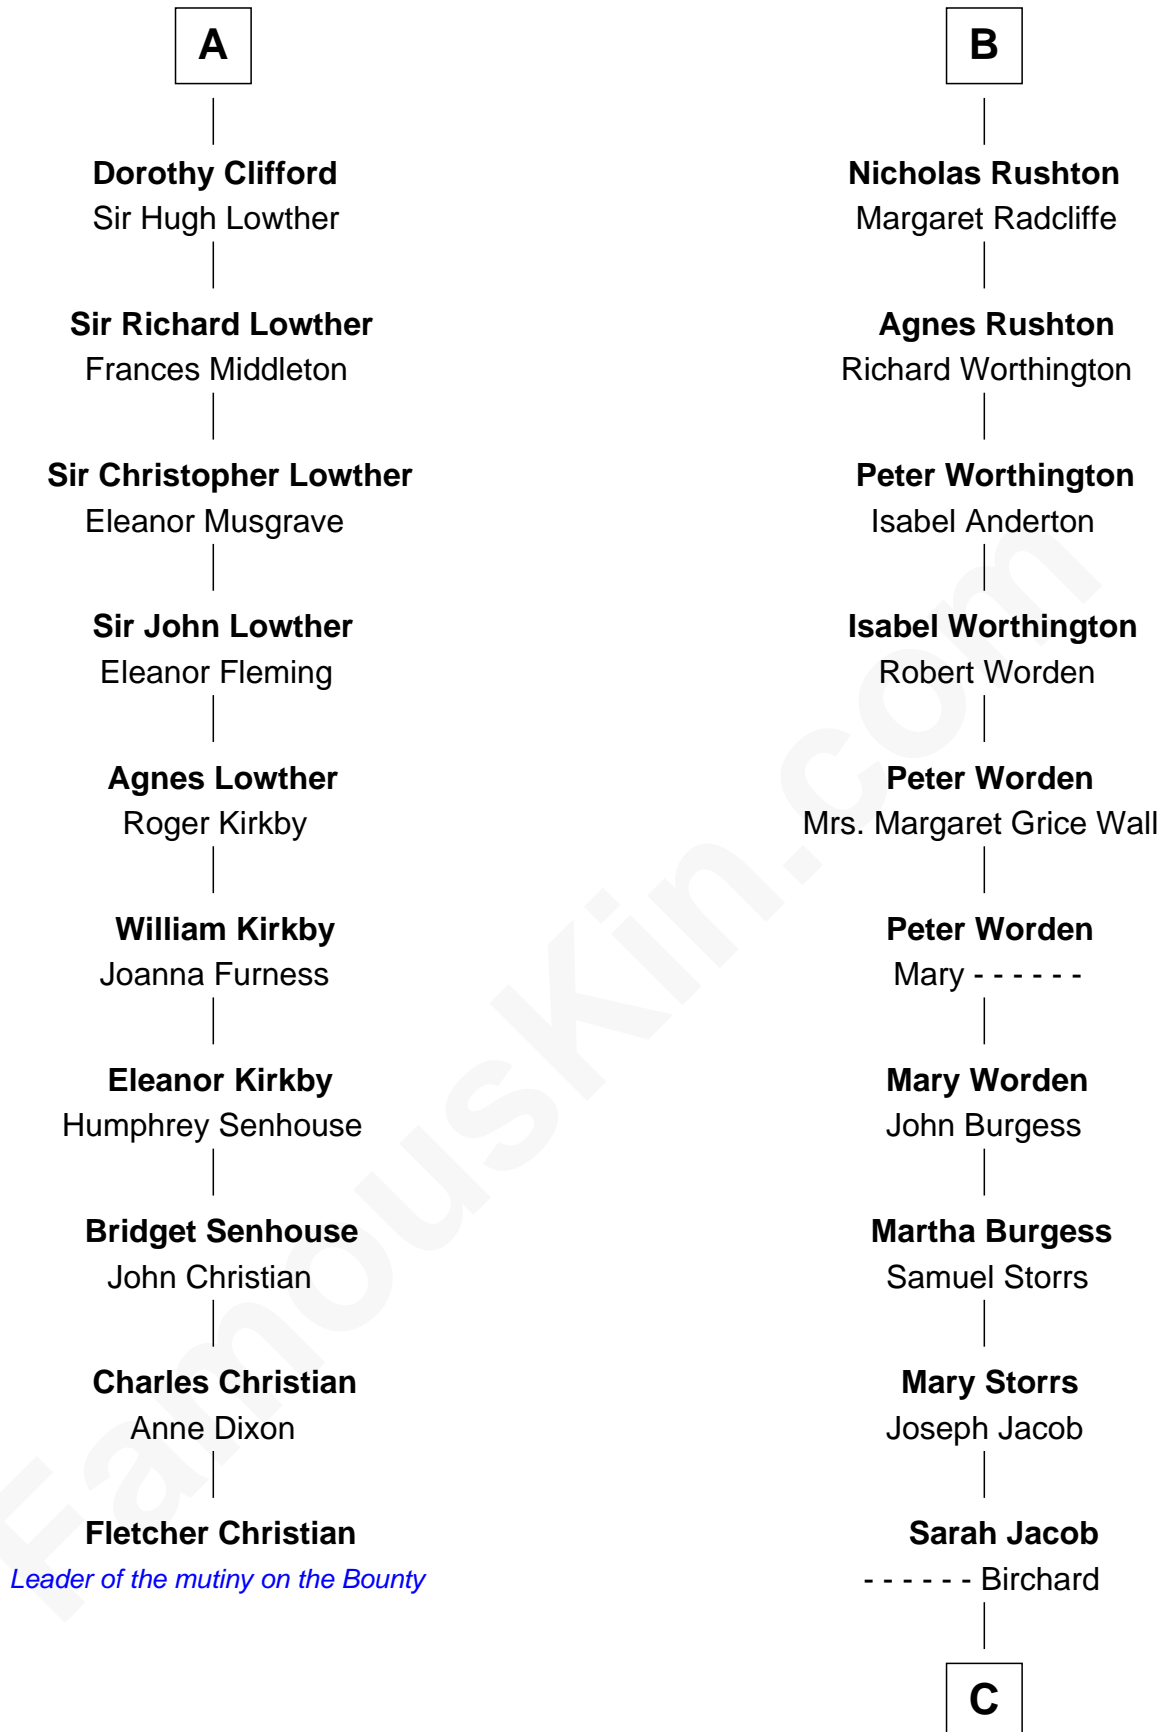 A
Dorothy Clifford
Sir Hugh Lowther
Sir Richard Lowther
Frances Middleton
Sir Christopher Lowther
Eleanor Musgrave
Sir John Lowther
Eleanor Fleming
Agnes Lowther
Roger Kirkby
William Kirkby
Joanna Furness
Eleanor Kirkby
Humphrey Senhouse
Bridget Senhouse
John Christian
Charles Christian
Anne Dixon
Fletcher Christian
Leader of the mutiny on the Bounty
B
Nicholas Rushton
Margaret Radcliffe
Agnes Rushton
Richard Worthington
Peter Worthington
Isabel Anderton
Isabel Worthington
Robert Worden
Peter Worden
Mrs. Margaret Grice Wall
Peter Worden
Mary - - - - - -
Mary Worden
John Burgess
Martha Burgess
Samuel Storrs
Mary Storrs
Joseph Jacob
Sarah Jacob
- - - - - - Birchard
C
FamousKin.com